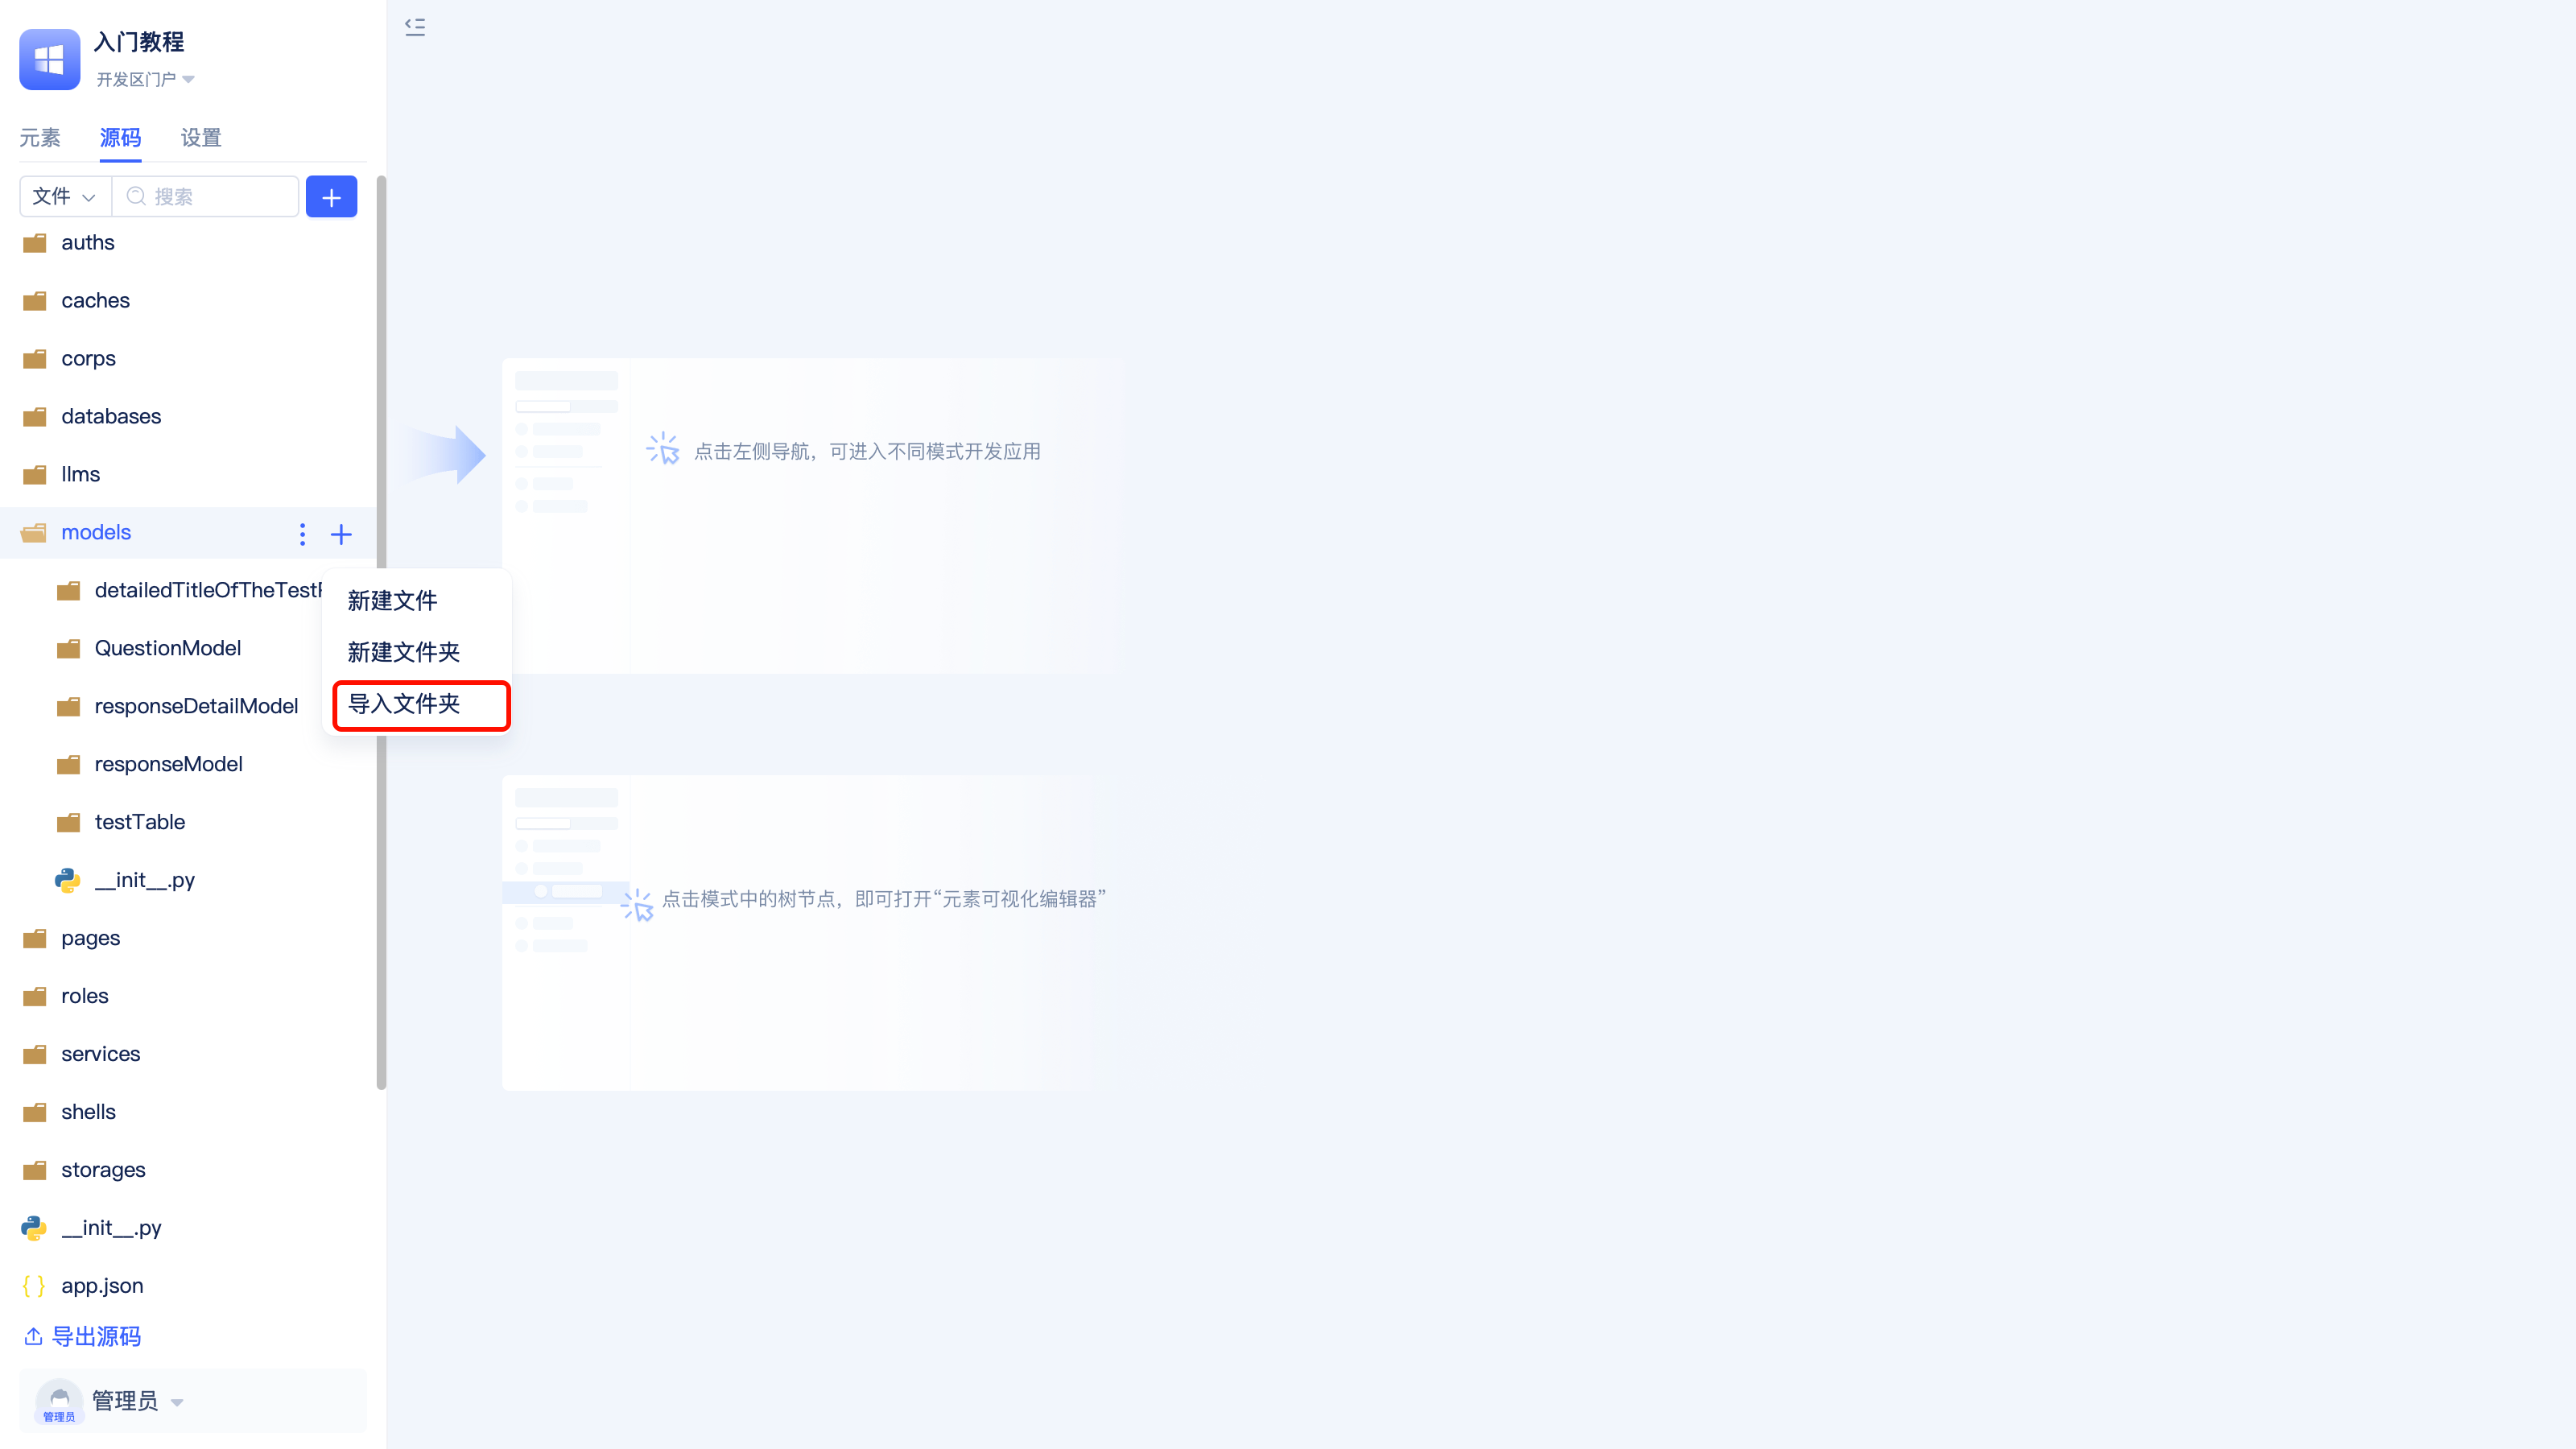 入门教程
开发区门户
元素 源码 设置
文件 搜索
auths
caches
corps
databases
llms
models
detailedTitleOfTheTest
QuestionModel
responseDetailModel
responseModel
testTable
__init__.py
pages
roles
services
shells
storages
__init__.py
app.json
导出源码
管理员
管理员
新建文件
新建文件夹
导入文件夹
点击左侧导航，可进入不同模式开发应用
点击模式中的树节点，即可打开“元素可视化编辑器”